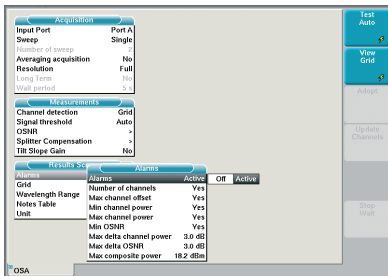 Acquisition
Input Port Port A
Sweep Single
Number of sweep 2
Averaging acquisition No
Resolution Full
Long Term No
Wait period 5 s
Measurements
Channel detection Grid
Signal threshold Auto
OSNR >
Splitter Compensation >
Tilt Slope Gain No
Results Sc
Alarms
Grid
Wavelength Range
Notes Table
Unit
Alarms
Alarms Active Off Active
Number of channels Yes
Max channel offset Yes
Min channel power Yes
Max channel power Yes
Min OSNR Yes
Max delta channel power 3.0 dB
Max delta OSNR 3.0 dB
Max composite power 18.2 dBm
OSA
Test
Auto
View
Grid
Adopt
Update
Channels
Stop
Wait